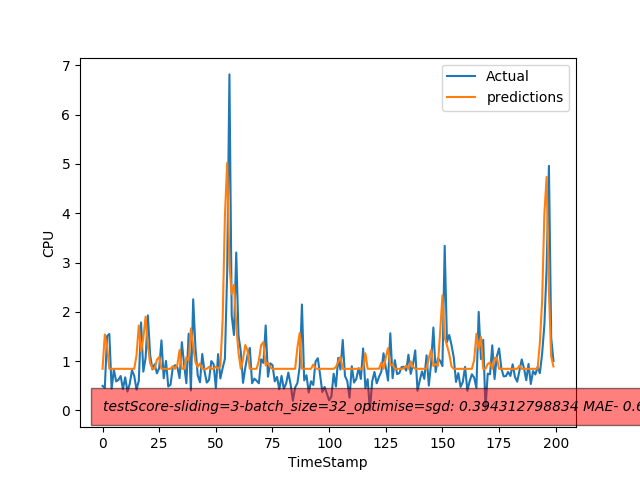 7
6
5
4
3
2
1
0
CPU
Actual
predictions
testScore-sliding=3-batch_size=32_optimise=sgd: 0.394312798834 MAE- 0.6
0 25 50 75 100 125 150 175 200
TimeStamp